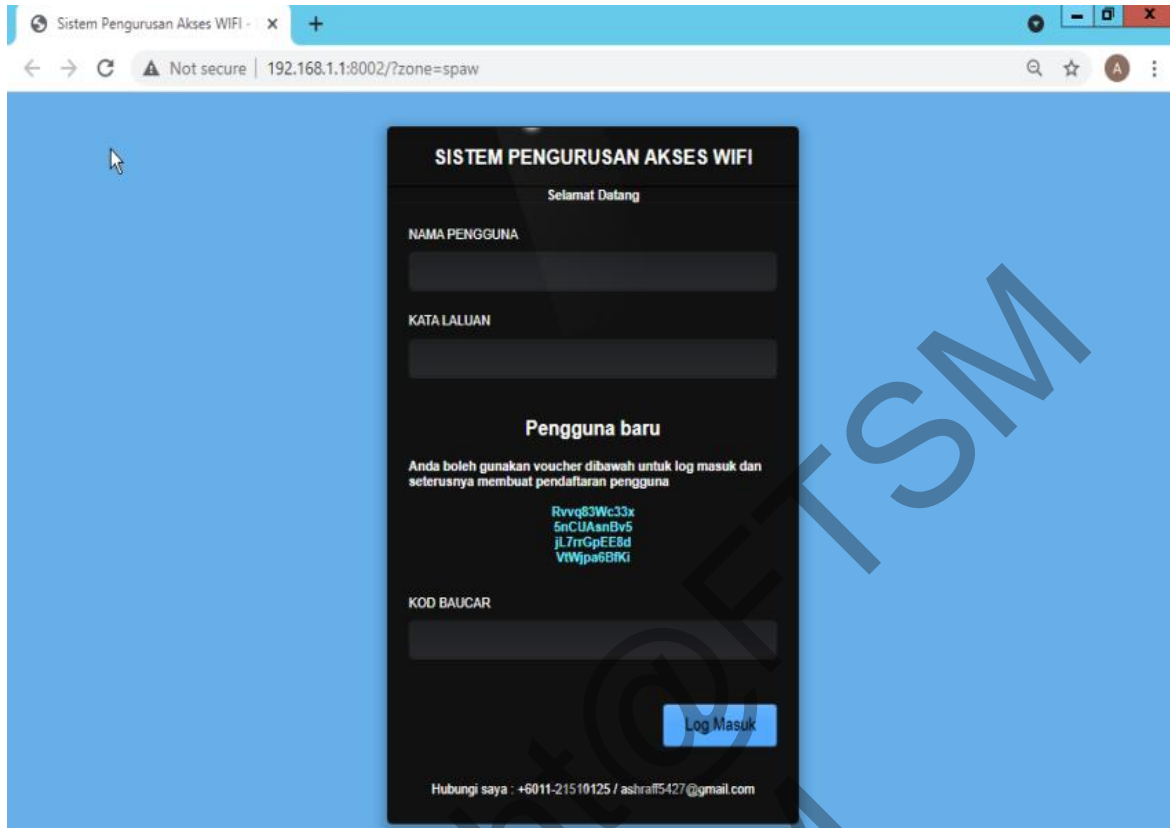 Sistem Pengurusan Akses WIFI -
Not secure | 192.168.1.1:8002/?zone=spaw
A
SISTEM PENGURUSAN AKSES WIFI
Selamat Datang
NAMA PENGGUNA
KATA LALUAN
Pengguna baru
Anda boleh gunakan voucher dibawah untuk log masuk dan
seterusnya membuat pendaftaran pengguna
Rvvq83Wc33x
5nCUAsnBv5
jL7rrGpEE8d
VtWjpa6BfKi
KOD BAUCAR
Log Masuk
Hubungi saya : +6011-21510125 / ashraff5427@gmail.com
ht@FTSM